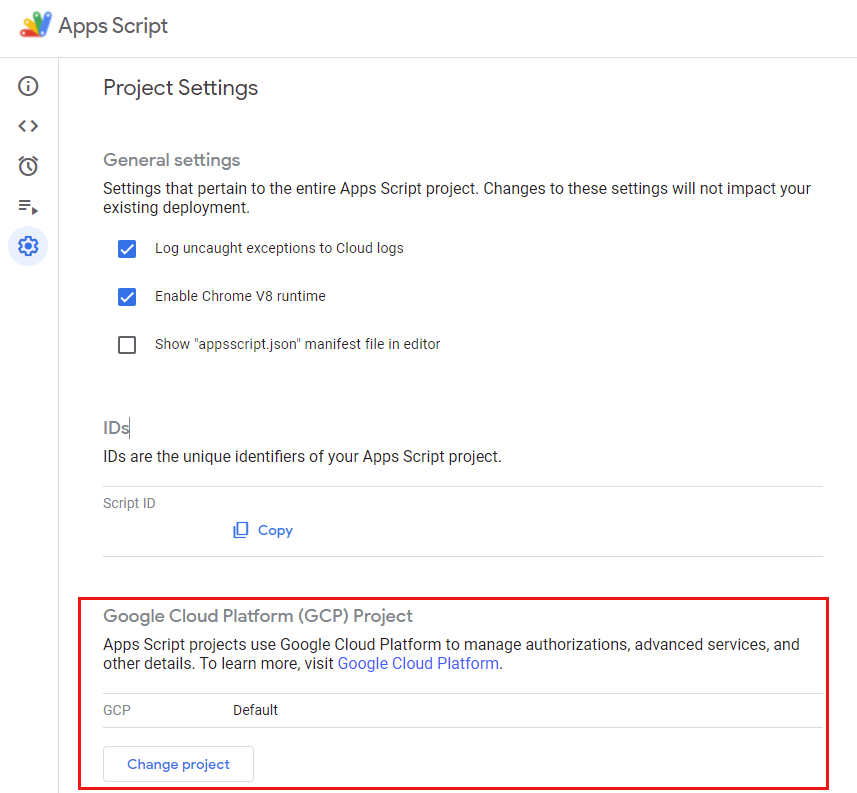 Apps Script
Project Settings
General settings
Settings that pertain to the entire Apps Script project. Changes to these settings will not impact your
existing deployment.
Log uncaught exceptions to Cloud logs
Enable Chrome V8 runtime
Show "appsscript.json" manifest file in editor
IDs
IDs are the unique identifiers of your Apps Script project.
Script ID
Copy
Google Cloud Platform (GCP) Project
Apps Script projects use Google Cloud Platform to manage authorizations, advanced services, and
other details. To learn more, visit Google Cloud Platform.
GCP Default
Change project